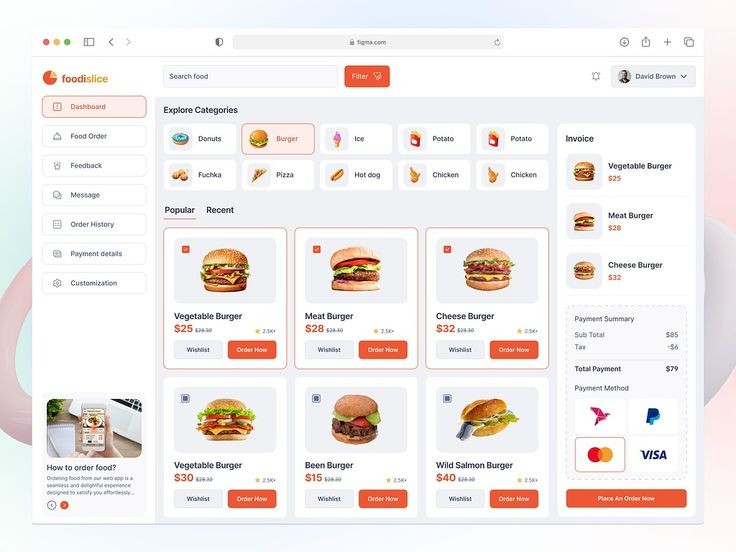 figma.com
foodislice
Search food
Filter
David Brown
Dashboard
Food Order
Feedback
Message
Order History
Payment details
Customization
How to order food?
Ordering food from our web app is a
seamless and delightful experience
designed to satisfy you effortlessly...
Explore Categories
Donuts
Burger
Ice
Potato
Potato
Fuchka
Pizza
Hot dog
Chicken
Chicken
Popular Recent
Vegetable Burger
$25 $28.30 2.5K+
Wishlist Order Now
Meat Burger
$28 $28.30 2.5K+
Wishlist Order Now
Cheese Burger
$32 $28.30 2.5K+
Wishlist Order Now
Vegetable Burger
$30 $28.30 2.5K+
Wishlist Order Now
Been Burger
$15 $28.30 2.5K+
Wishlist Order Now
Wild Salmon Burger
$40 $28.30 2.5K+
Wishlist Order Now
Invoice
Vegetable Burger
$25
Meat Burger
$28
Cheese Burger
$32
Payment Summary
Sub Total $85
Tax -$6
Total Payment $79
Payment Method
VISA
Place An Order Now